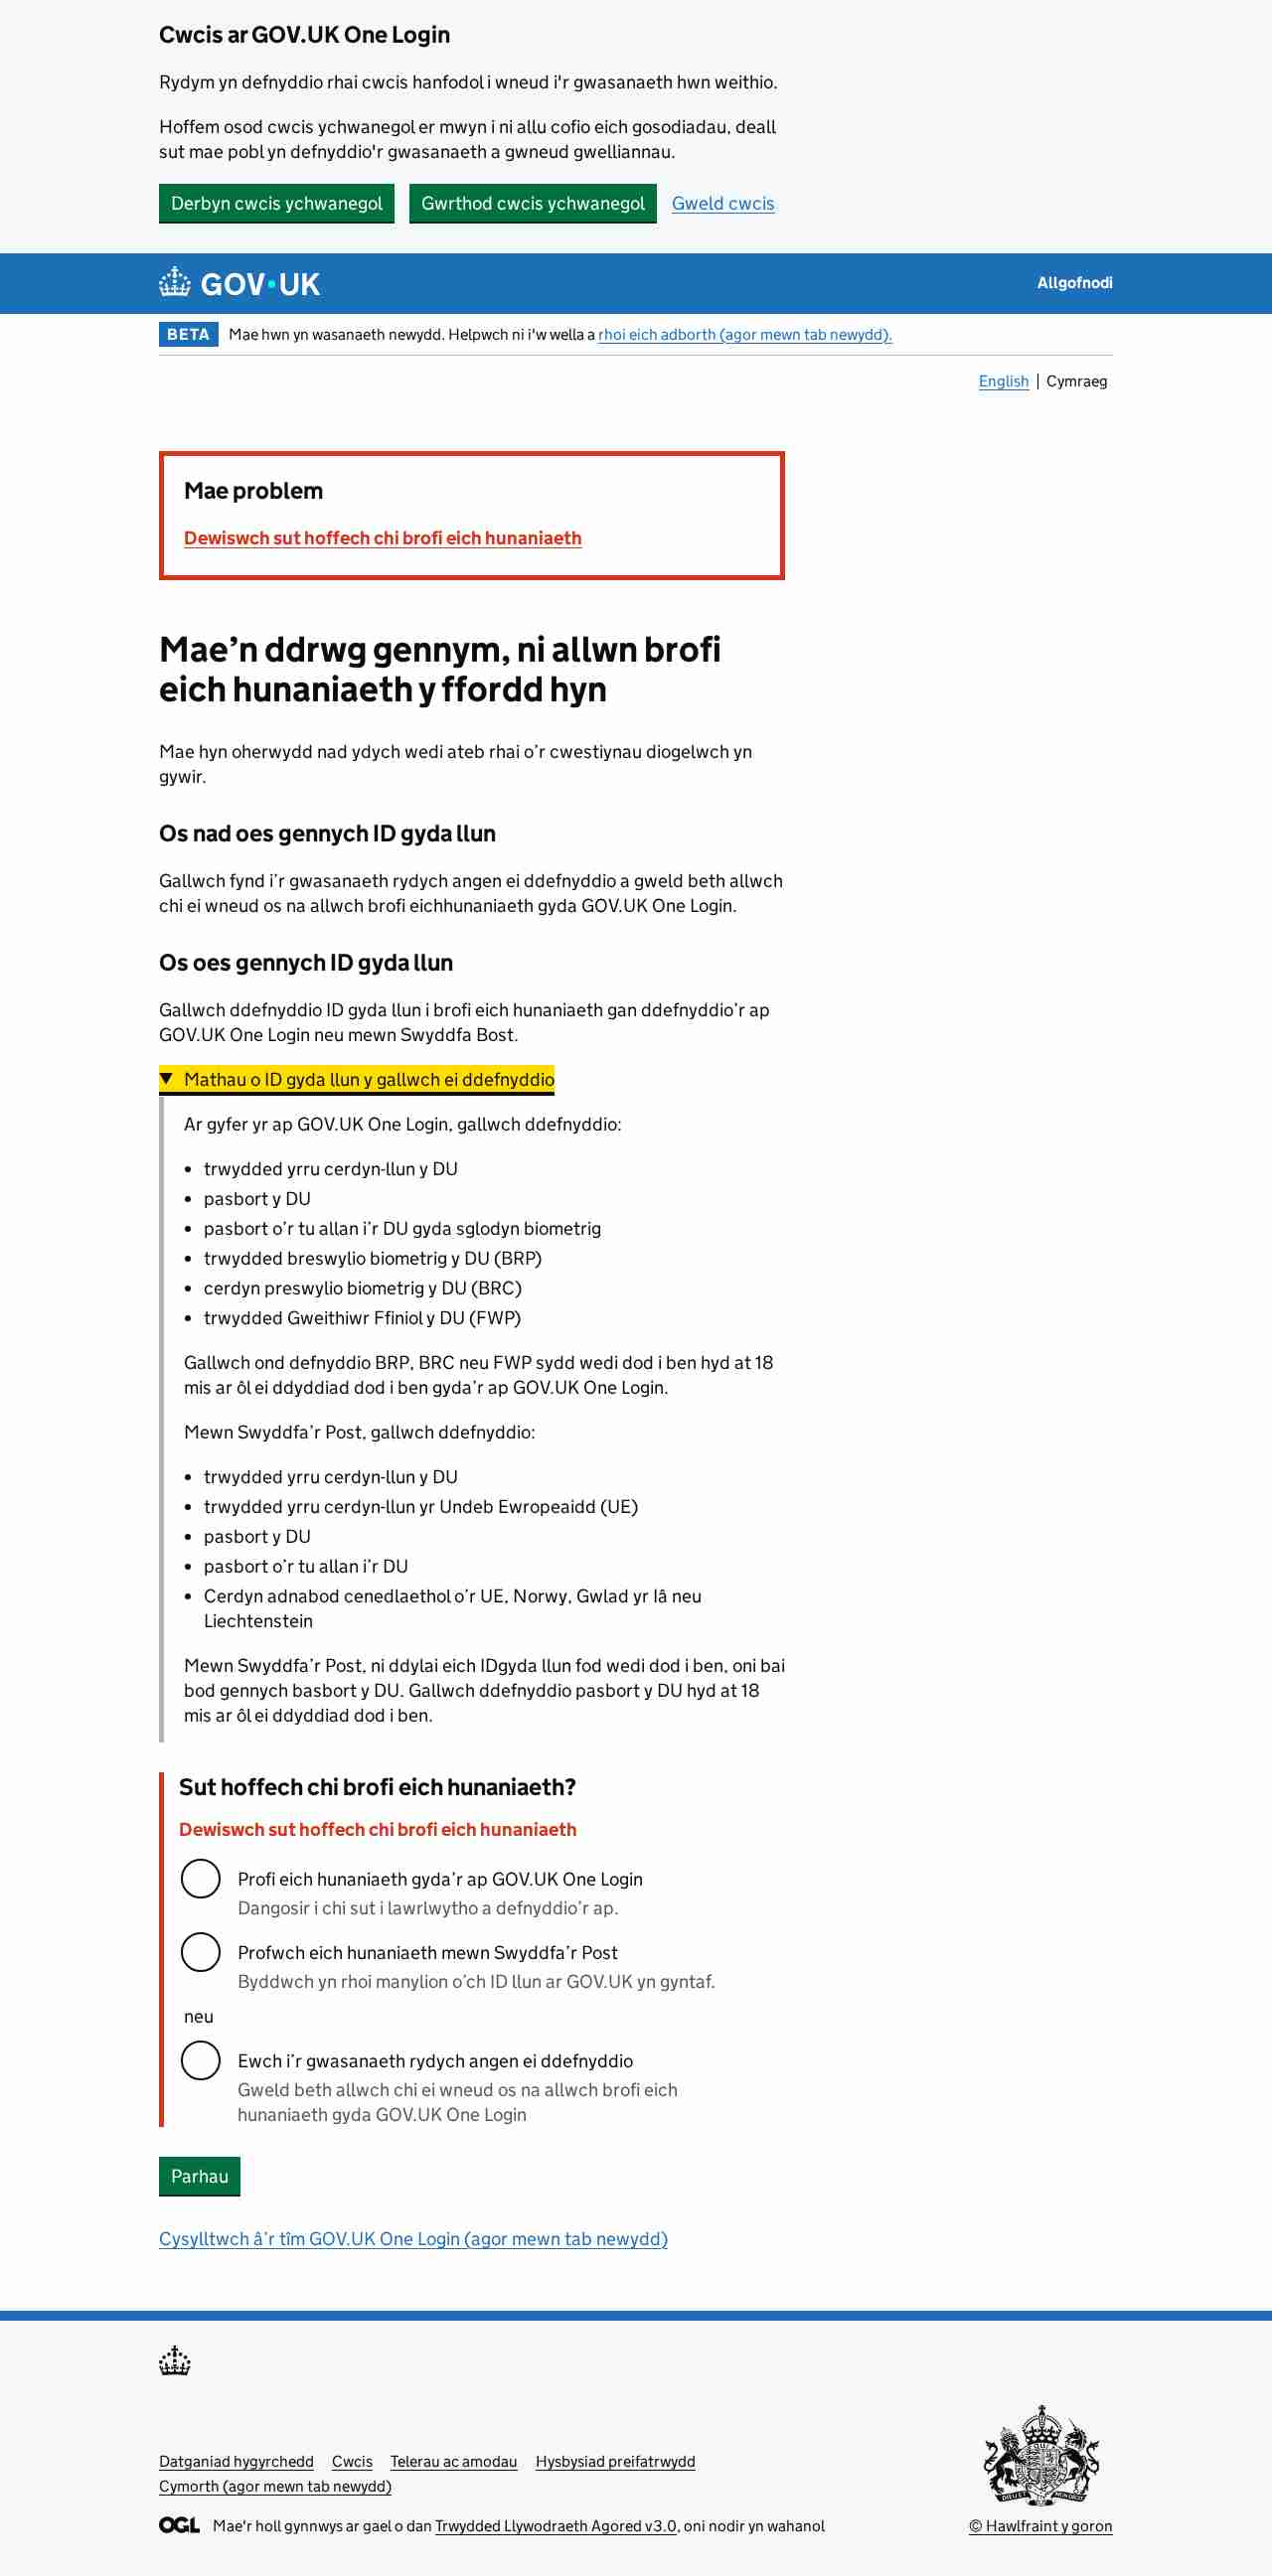 Cwcis ar GOV.UK One Login
Rydym yn defnyddio rhai cwcis hanfodol i wneud i'r gwasanaeth hwn weithio.
Hoffem osod cwcis ychwanegol er mwyn i ni allu cofio eich gosodiadau, deall
sut mae pobl yn defnyddio'r gwasanaeth a gwneud gwelliannau.
Derbyn cwcis ychwanegol Gwrthod cwcis ychwanegol Gweld cwcis
GOV·UK Allgofnodi
BETA Mae hwn yn wasanaeth newydd. Helpwch ni i'w wella a rhoi eich adborth (agor mewn tab newydd).
English | Cymraeg
Mae problem
Dewiswch sut hoffech chi brofi eich hunaniaeth
Mae’n ddrwg gennym, ni allwn brofi
eich hunaniaeth y ffordd hyn
Mae hyn oherwydd nad ydych wedi ateb rhai o’r cwestiynau diogelwch yn
gywir.
Os nad oes gennych ID gyda llun
Gallwch fynd i’r gwasanaeth rydych angen ei ddefnyddio a gweld beth allwch
chi ei wneud os na allwch brofi eichhunaniaeth gyda GOV.UK One Login.
Os oes gennych ID gyda llun
Gallwch ddefnyddio ID gyda llun i brofi eich hunaniaeth gan ddefnyddio’r ap
GOV.UK One Login neu mewn Swyddfa Bost.
Mathau o ID gyda llun y gallwch ei ddefnyddio
Ar gyfer yr ap GOV.UK One Login, gallwch ddefnyddio:
• trwydded yrru cerdyn-llun y DU
• pasbort y DU
• pasbort o’r tu allan i’r DU gyda sglodyn biometrig
• trwydded breswylio biometrig y DU (BRP)
• cerdyn preswylio biometrig y DU (BRC)
• trwydded Gweithiwr Ffiniol y DU (FWP)
Gallwch ond defnyddio BRP, BRC neu FWP sydd wedi dod i ben hyd at 18
mis ar ôl ei ddyddiad dod i ben gyda’r ap GOV.UK One Login.
Mewn Swyddfa’r Post, gallwch ddefnyddio:
• trwydded yrru cerdyn-llun y DU
• trwydded yrru cerdyn-llun yr Undeb Ewropeaidd (UE)
• pasbort y DU
• pasbort o’r tu allan i’r DU
• Cerdyn adnabod cenedlaethol o’r UE, Norwy, Gwlad yr Iâ neu
Liechtenstein
Mewn Swyddfa’r Post, ni ddylai eich IDgyda llun fod wedi dod i ben, oni bai
bod gennych basbort y DU. Gallwch ddefnyddio pasbort y DU hyd at 18
mis ar ôl ei ddyddiad dod i ben.
Sut hoffech chi brofi eich hunaniaeth?
Dewiswch sut hoffech chi brofi eich hunaniaeth
Profi eich hunaniaeth gyda’r ap GOV.UK One Login
Dangosir i chi sut i lawrlwytho a defnyddio’r ap.
Profwch eich hunaniaeth mewn Swyddfa’r Post
Byddwch yn rhoi manylion o’ch ID llun ar GOV.UK yn gyntaf.
neu
Ewch i’r gwasanaeth rydych angen ei ddefnyddio
Gweld beth allwch chi ei wneud os na allwch brofi eich
hunaniaeth gyda GOV.UK One Login
Parhau
Cysylltwch â’r tîm GOV.UK One Login (agor mewn tab newydd)
Datganiad hygyrchedd Cwcis Telerau ac amodau Hysbysiad preifatrwydd
Cymorth (agor mewn tab newydd)
OGL Mae'r holl gynnwys ar gael o dan Trwydded Llywodraeth Agored v3.0, oni nodir yn wahanol
© Hawlfraint y goron